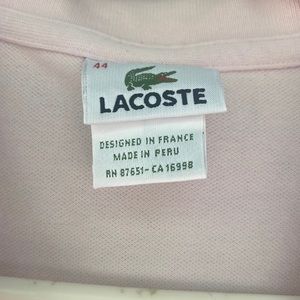 44
LACOSTE
DESIGNED IN FRANCE
MADE IN PERU
RN 87651-CA 16998